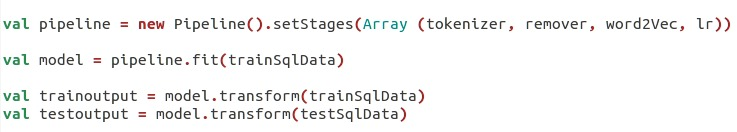 val pipeline = new Pipeline().setStages(Array (tokenizer, remover, word2Vec, lr))
val model = pipeline.fit(trainSqlData)
val trainoutput = model.transform(trainSqlData)
val testoutput = model.transform(testSqlData)